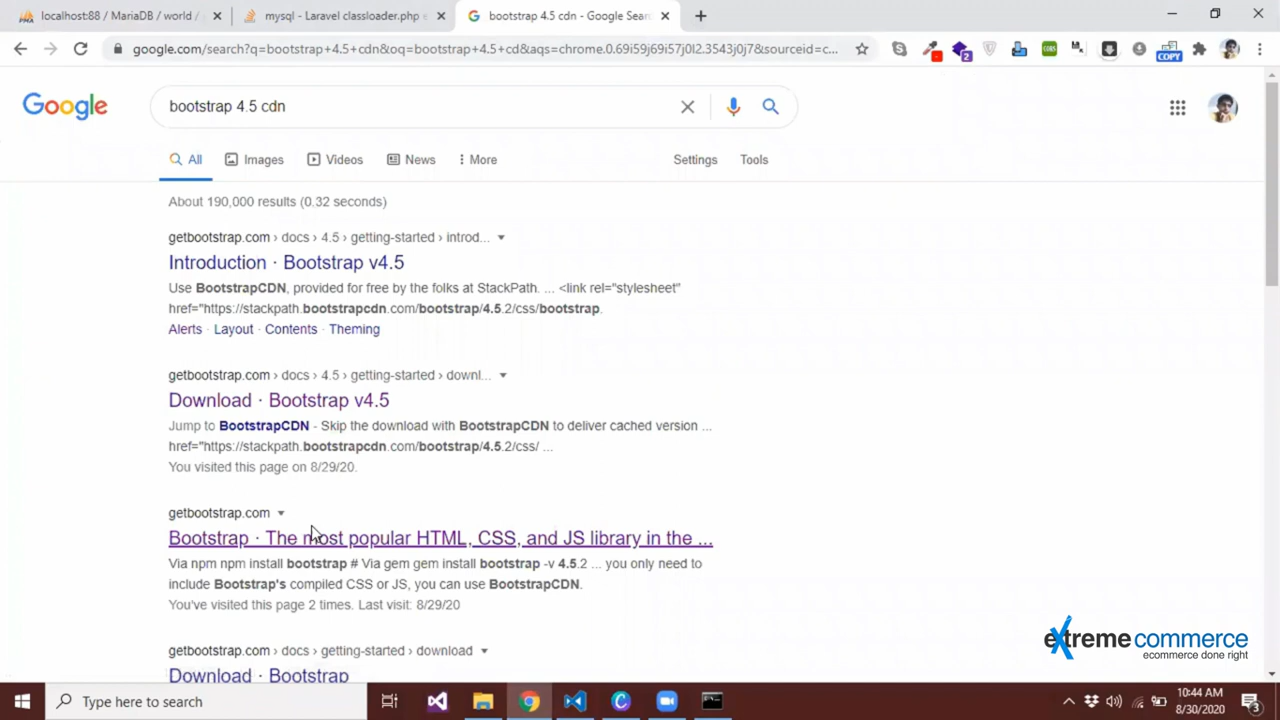 localhost:88 / MariaDB / world /
mysql - Laravel classloader.php e
bootstrap 4.5 cdn - Google Sear
google.com/search?q=bootstrap+4.5+cdn&oq=bootstrap+4.5+cd&aqs=chrome.0.69i59j69i57j0l2.3543j0j7&sourceid=c...
2
COBS
COPY
Google
bootstrap 4.5 cdn
All
Images
Videos
News
More
Settings
Tools
About 190,000 results (0.32 seconds)
getbootstrap.com › docs › 4.5 › getting-started › introd...
Introduction · Bootstrap v4.5
Use BootstrapCDN, provided for free by the folks at StackPath. ... <link rel="stylesheet"
href="https://stackpath.bootstrapcdn.com/bootstrap/4.5.2/css/bootstrap.
Alerts · Layout · Contents · Theming
getbootstrap.com › docs › 4.5 › getting-started › downl...
Download · Bootstrap v4.5
Jump to BootstrapCDN - Skip the download with BootstrapCDN to deliver cached version ...
href="https://stackpath.bootstrapcdn.com/bootstrap/4.5.2/css/ ...
You visited this page on 8/29/20.
getbootstrap.com
Bootstrap · The most popular HTML, CSS, and JS library in the ...
Via npm npm install bootstrap # Via gem gem install bootstrap -v 4.5.2 ... you only need to
include Bootstrap's compiled CSS or JS, you can use BootstrapCDN.
You've visited this page 2 times. Last visit: 8/29/20
getbootstrap.com › docs › getting-started › download
Download · Bootstrap
extreme commerce
ecommerce done right
Type here to search
10:44 AM
8/30/2020
3